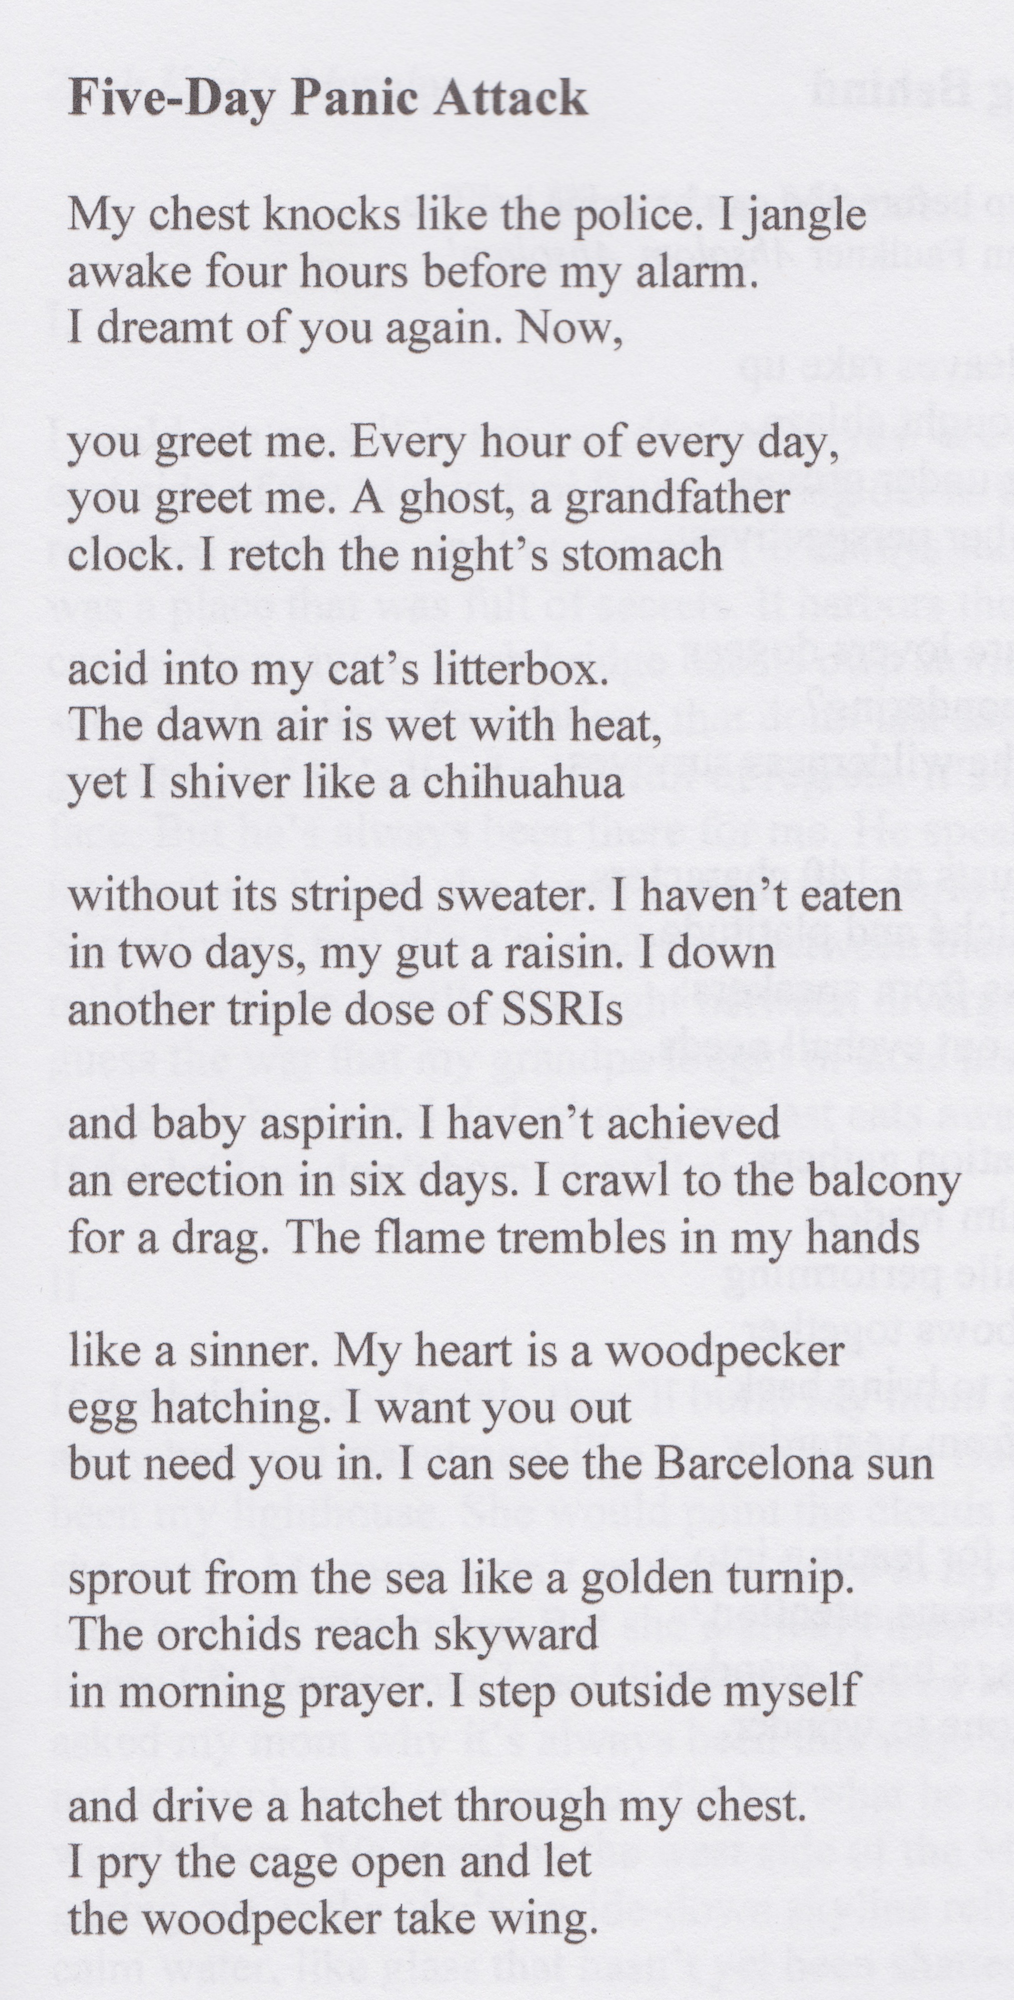 Five-Day Panic Attack
My chest knocks like the police. I jangle
awake four hours before my alarm.
I dreamt of you again. Now,
you greet me. Every hour of every day,
you greet me. A ghost, a grandfather
clock. I retch the night’s stomach
acid into my cat’s litterbox.
The dawn air is wet with heat,
yet I shiver like a chihuahua
without its striped sweater. I haven’t eaten
in two days, my gut a raisin. I down
another triple dose of SSRIs
and baby aspirin. I haven’t achieved
an erection in six days. I crawl to the balcony
for a drag. The flame trembles in my hands
like a sinner. My heart is a woodpecker
egg hatching. I want you out
but need you in. I can see the Barcelona sun
sprout from the sea like a golden turnip.
The orchids reach skyward
in morning prayer. I step outside myself
and drive a hatchet through my chest.
I pry the cage open and let
the woodpecker take wing.